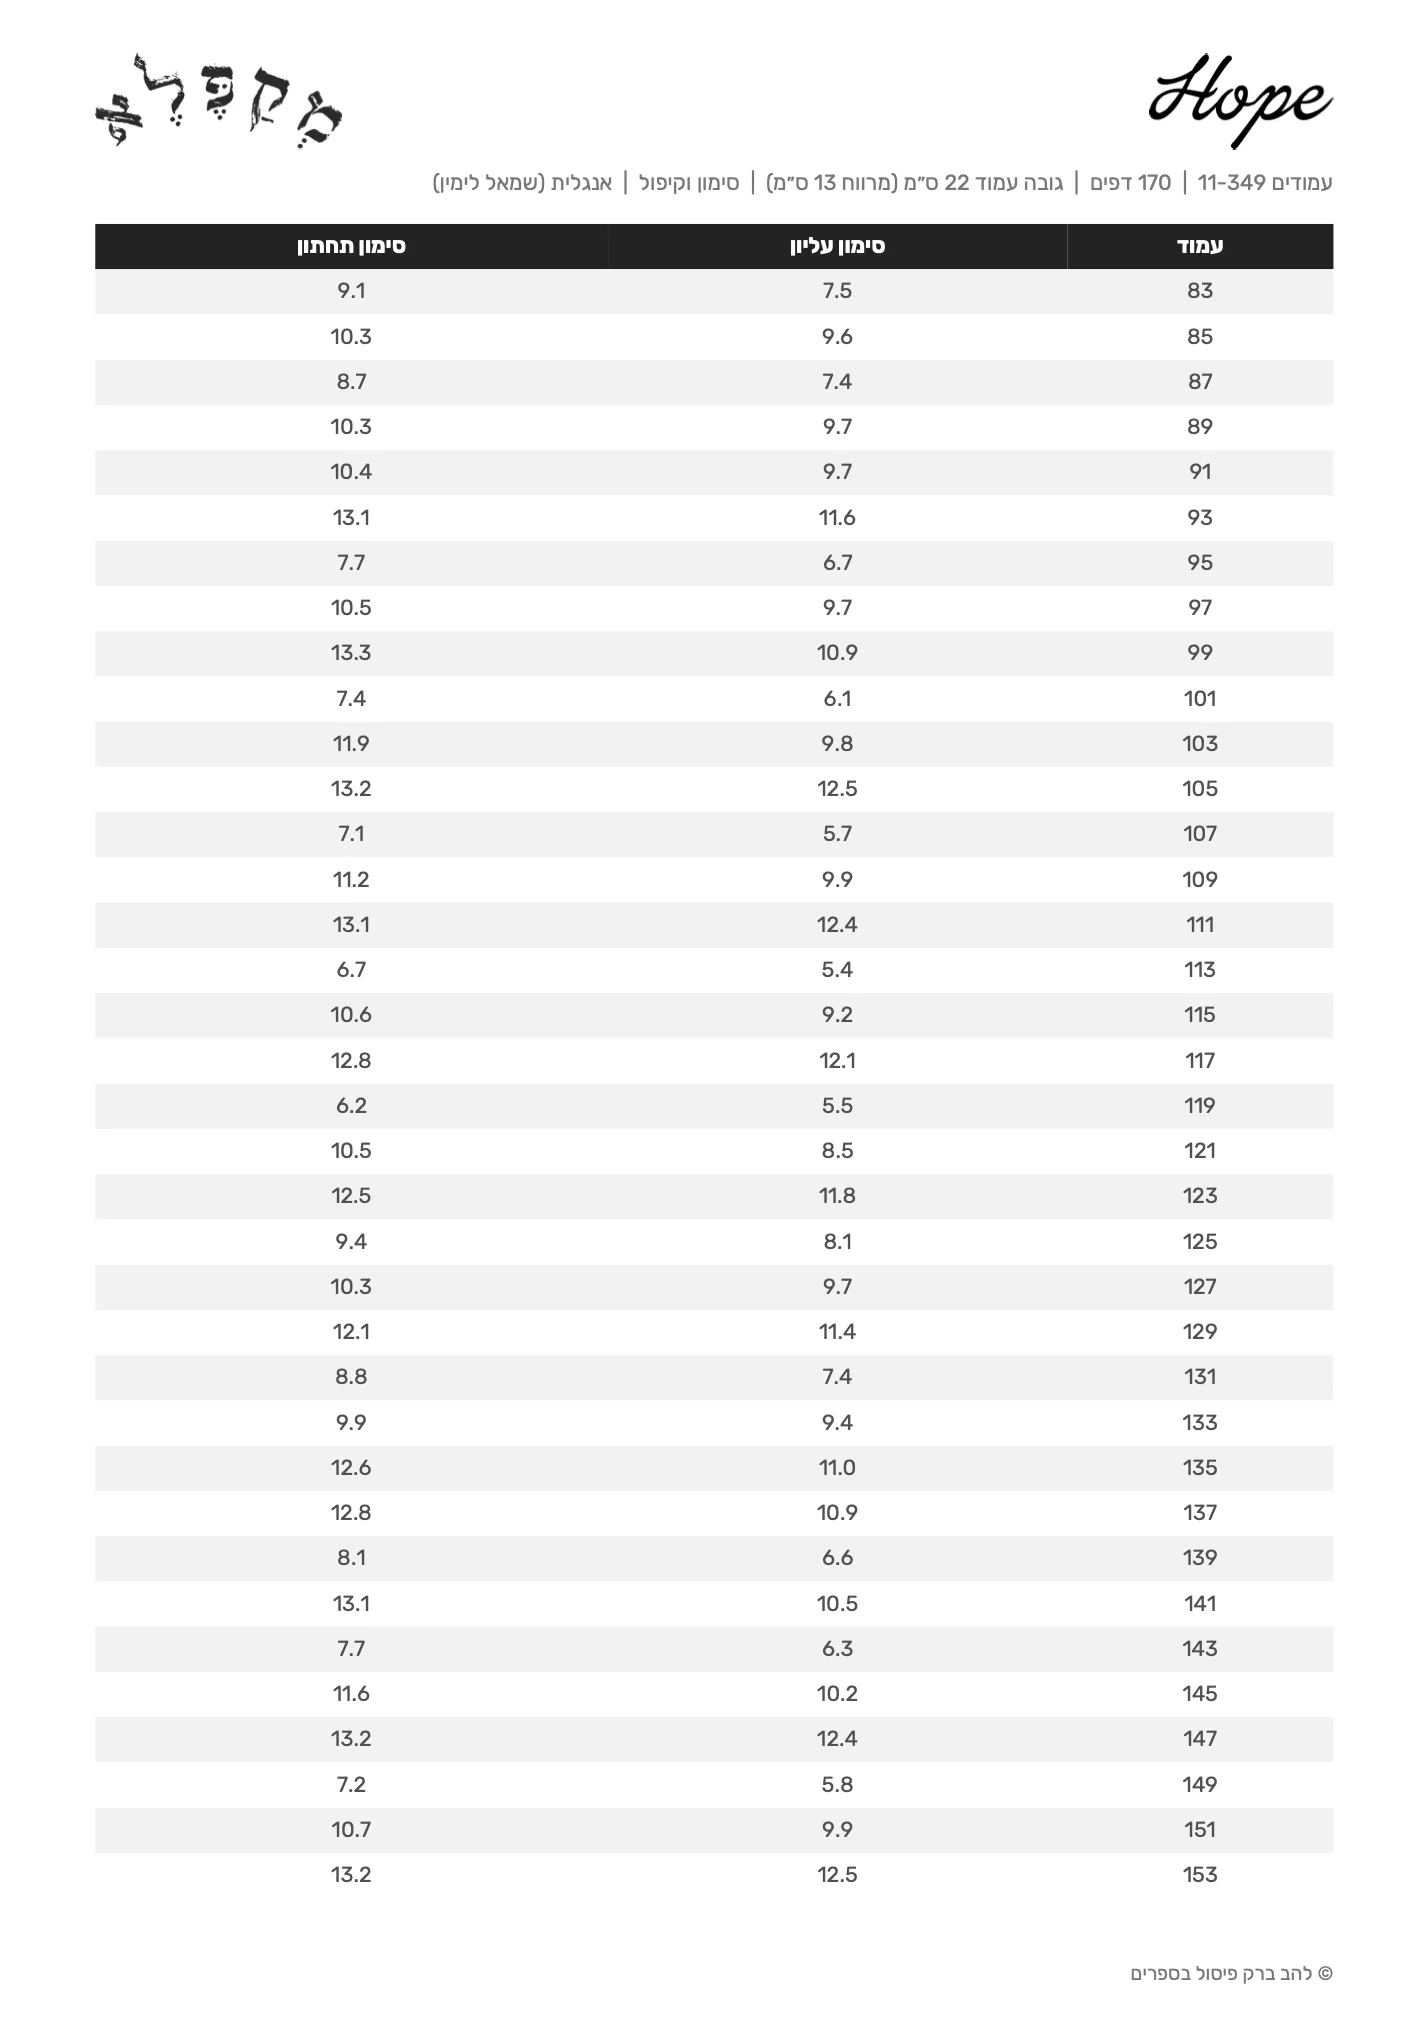 Hope
מְקַפֶּלֶת
עמודים 11-349 | 170 דפים | גובה עמוד 22 ס״מ (מרווח 13 ס״מ) | סימון וקיפול | אנגלית (שמאל לימין)
עמוד סימון עליון סימון תחתון
83 7.5 9.1
85 9.6 10.3
87 7.4 8.7
89 9.7 10.3
91 9.7 10.4
93 11.6 13.1
95 6.7 7.7
97 9.7 10.5
99 10.9 13.3
101 6.1 7.4
103 9.8 11.9
105 12.5 13.2
107 5.7 7.1
109 9.9 11.2
111 12.4 13.1
113 5.4 6.7
115 9.2 10.6
117 12.1 12.8
119 5.5 6.2
121 8.5 10.5
123 11.8 12.5
125 8.1 9.4
127 9.7 10.3
129 11.4 12.1
131 7.4 8.8
133 9.4 9.9
135 11.0 12.6
137 10.9 12.8
139 6.6 8.1
141 10.5 13.1
143 6.3 7.7
145 10.2 11.6
147 12.4 13.2
149 5.8 7.2
151 9.9 10.7
153 12.5 13.2
© להב ברק פיסול בספרים